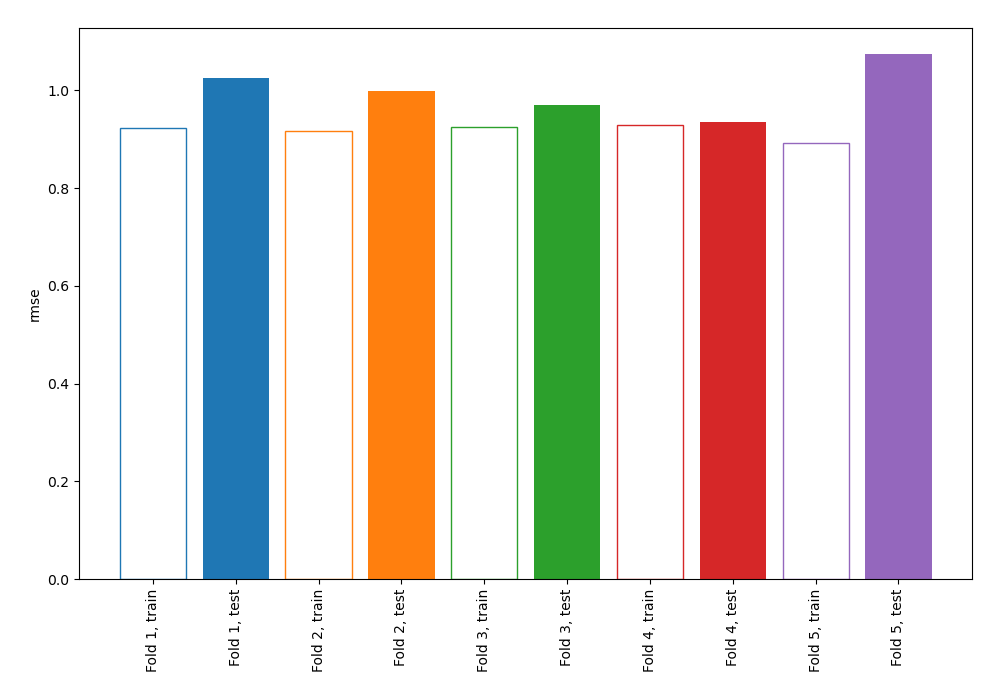 1.0
0.8
0.6
0.4
0.2
0.0
rmse
Fold 1, train
Fold 1, test
Fold 2, train
Fold 2, test
Fold 3, train
Fold 3, test
Fold 4, train
Fold 4, test
Fold 5, train
Fold 5, test